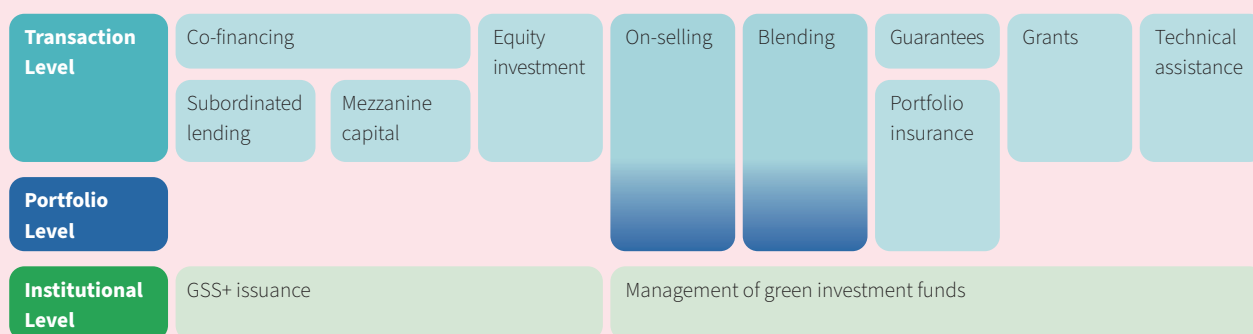 Transaction
Level
Co-financing
Subordinated
lending
Mezzanine
capital
Equity
investment
On-selling
Blending
Guarantees
Portfolio
insurance
Grants
Technical
assistance
Portfolio
Level
Institutional
Level
GSS+ issuance
Management of green investment funds